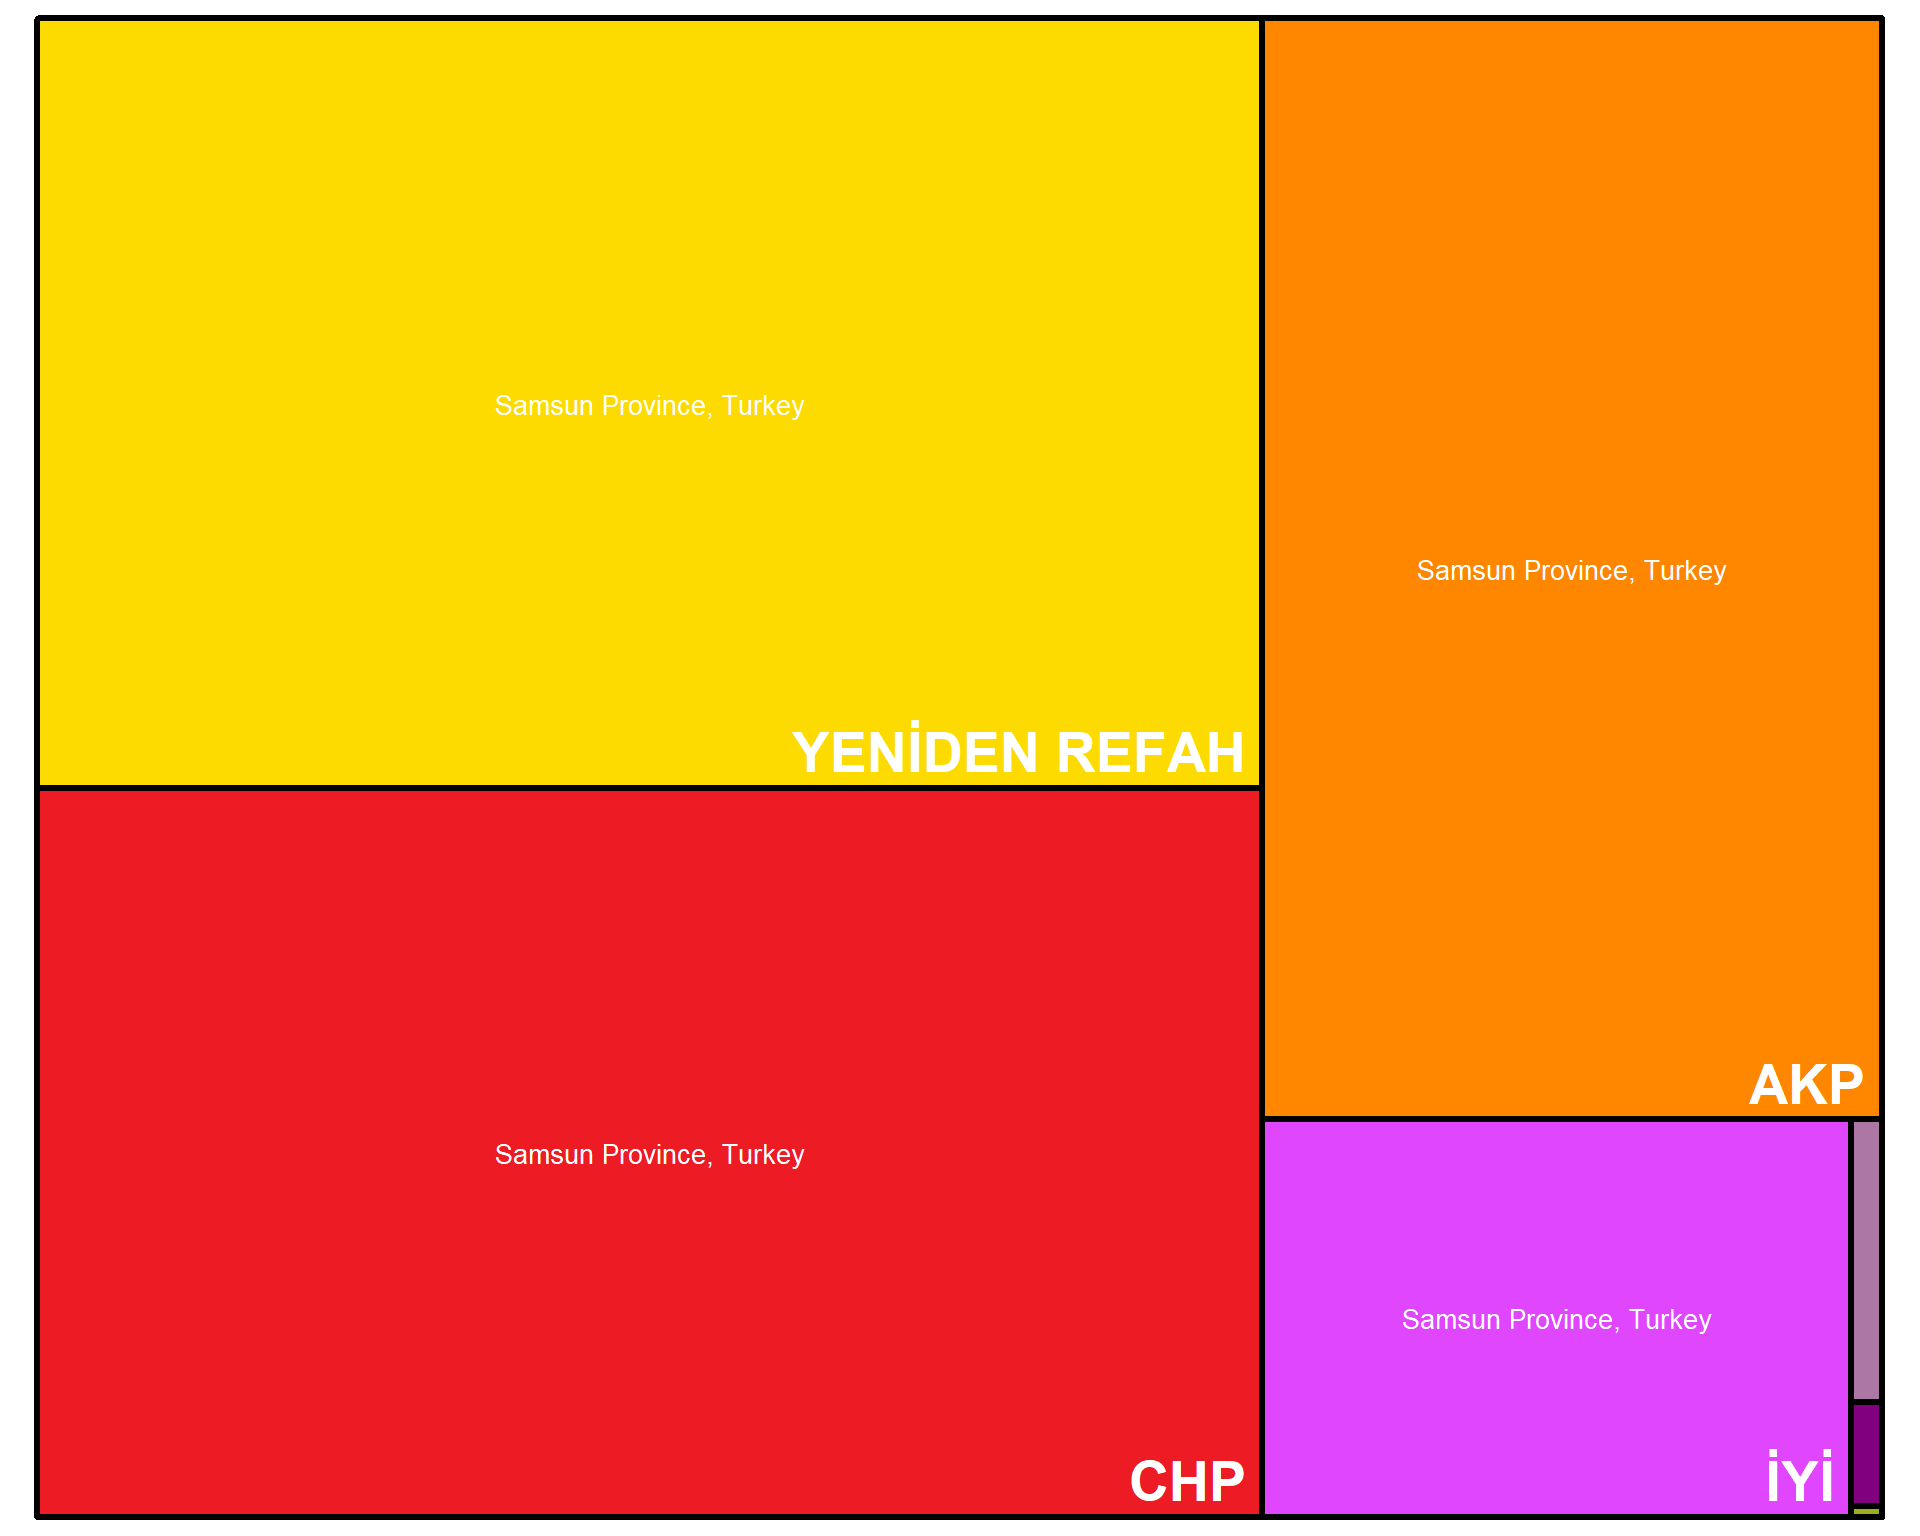 Samsun Province, Turkey
YENİDEN REFAH
Samsun Province, Turkey
AKP
Samsun Province, Turkey
CHP
Samsun Province, Turkey
İYİ